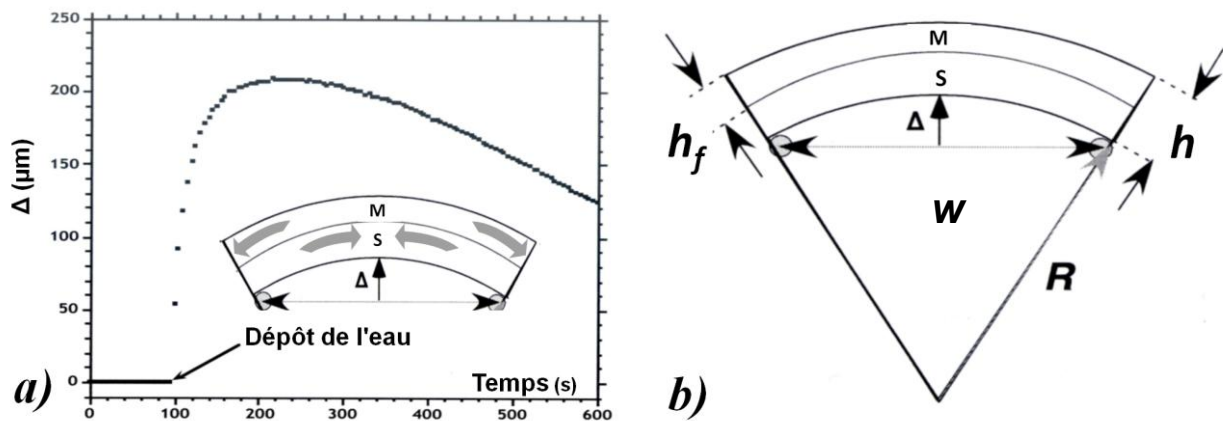 250
200
150
100
50
0
Δ (µm)
M
S
Δ
Dépôt de l'eau
Temps (s)
0 100 200 300 400 500 600
a)
M
S
Δ
h_f
h
W
R
b)